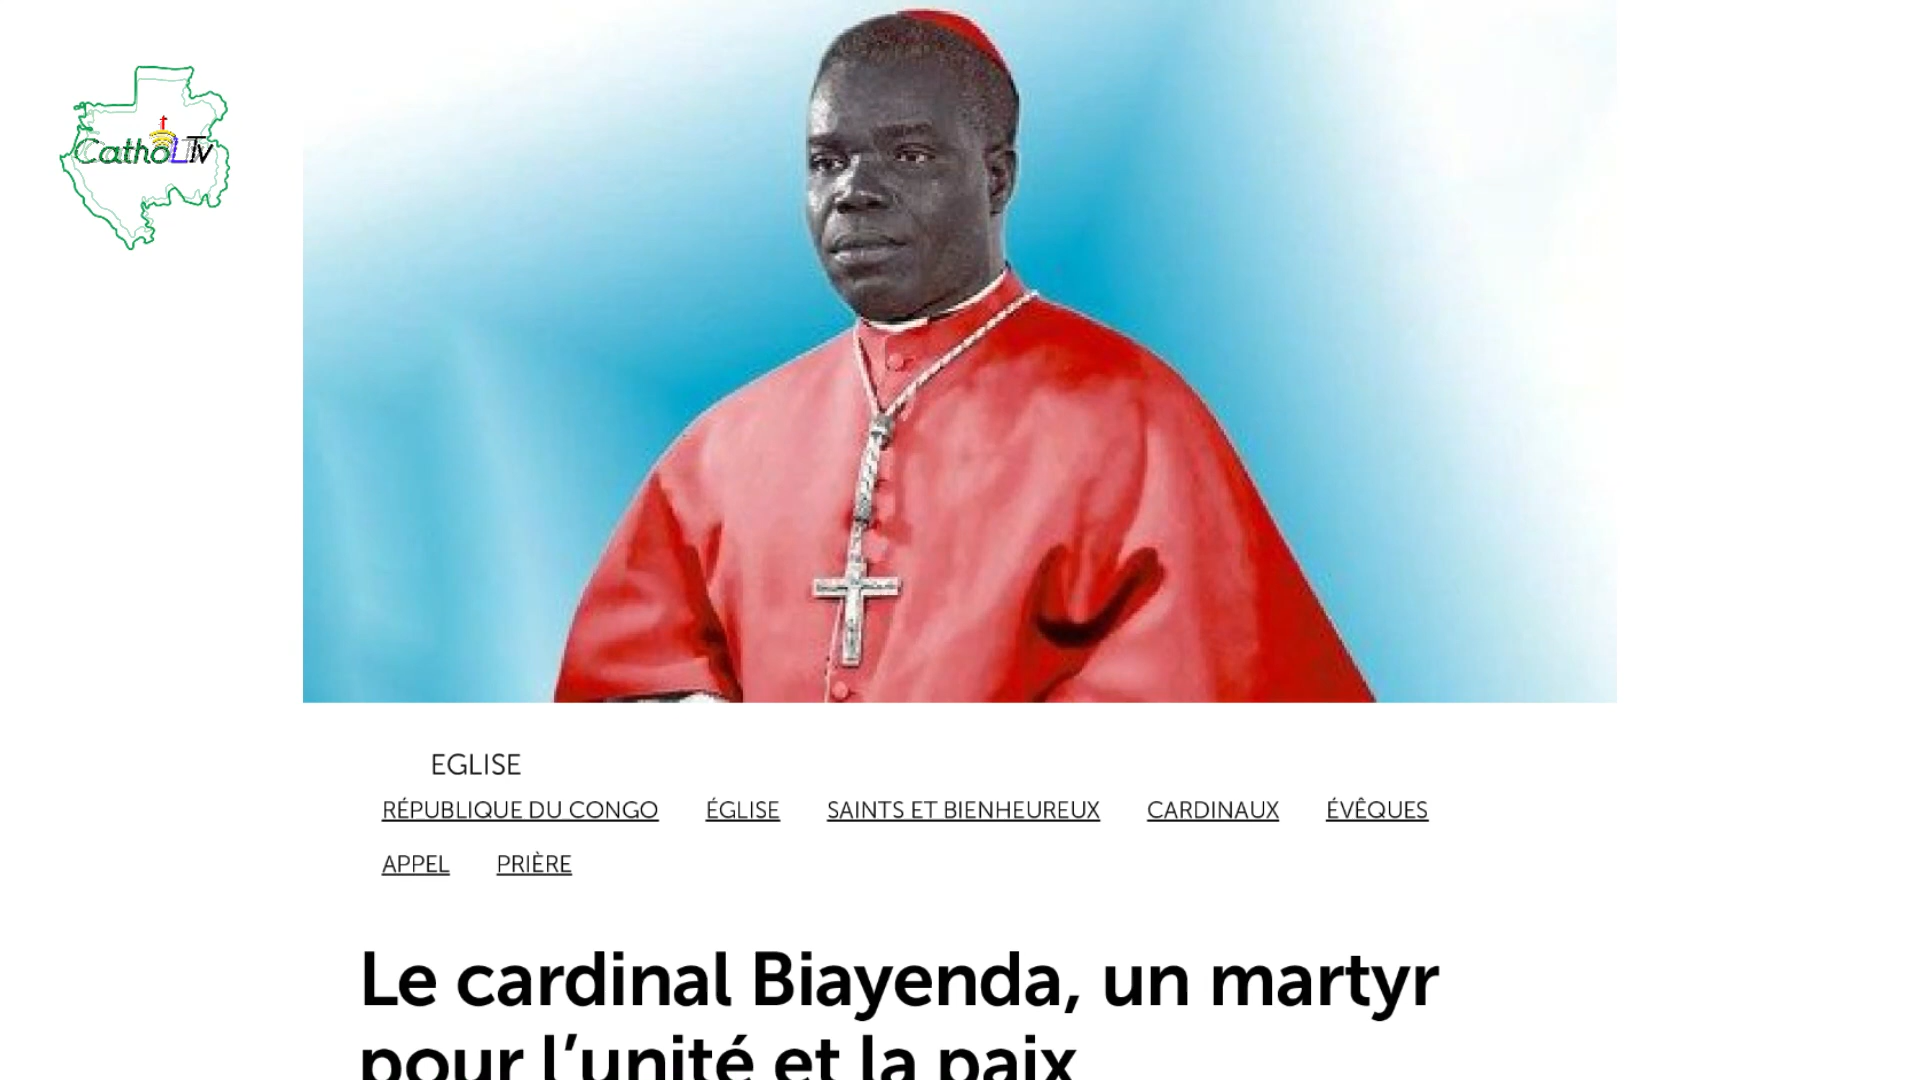 CathoLTv
EGLISE
RÉPUBLIQUE DU CONGO ÉGLISE SAINTS ET BIENHEUREUX CARDINAUX ÉVÊQUES
APPEL PRIÈRE
Le cardinal Biayenda, un martyr
pour l’unité et la paix